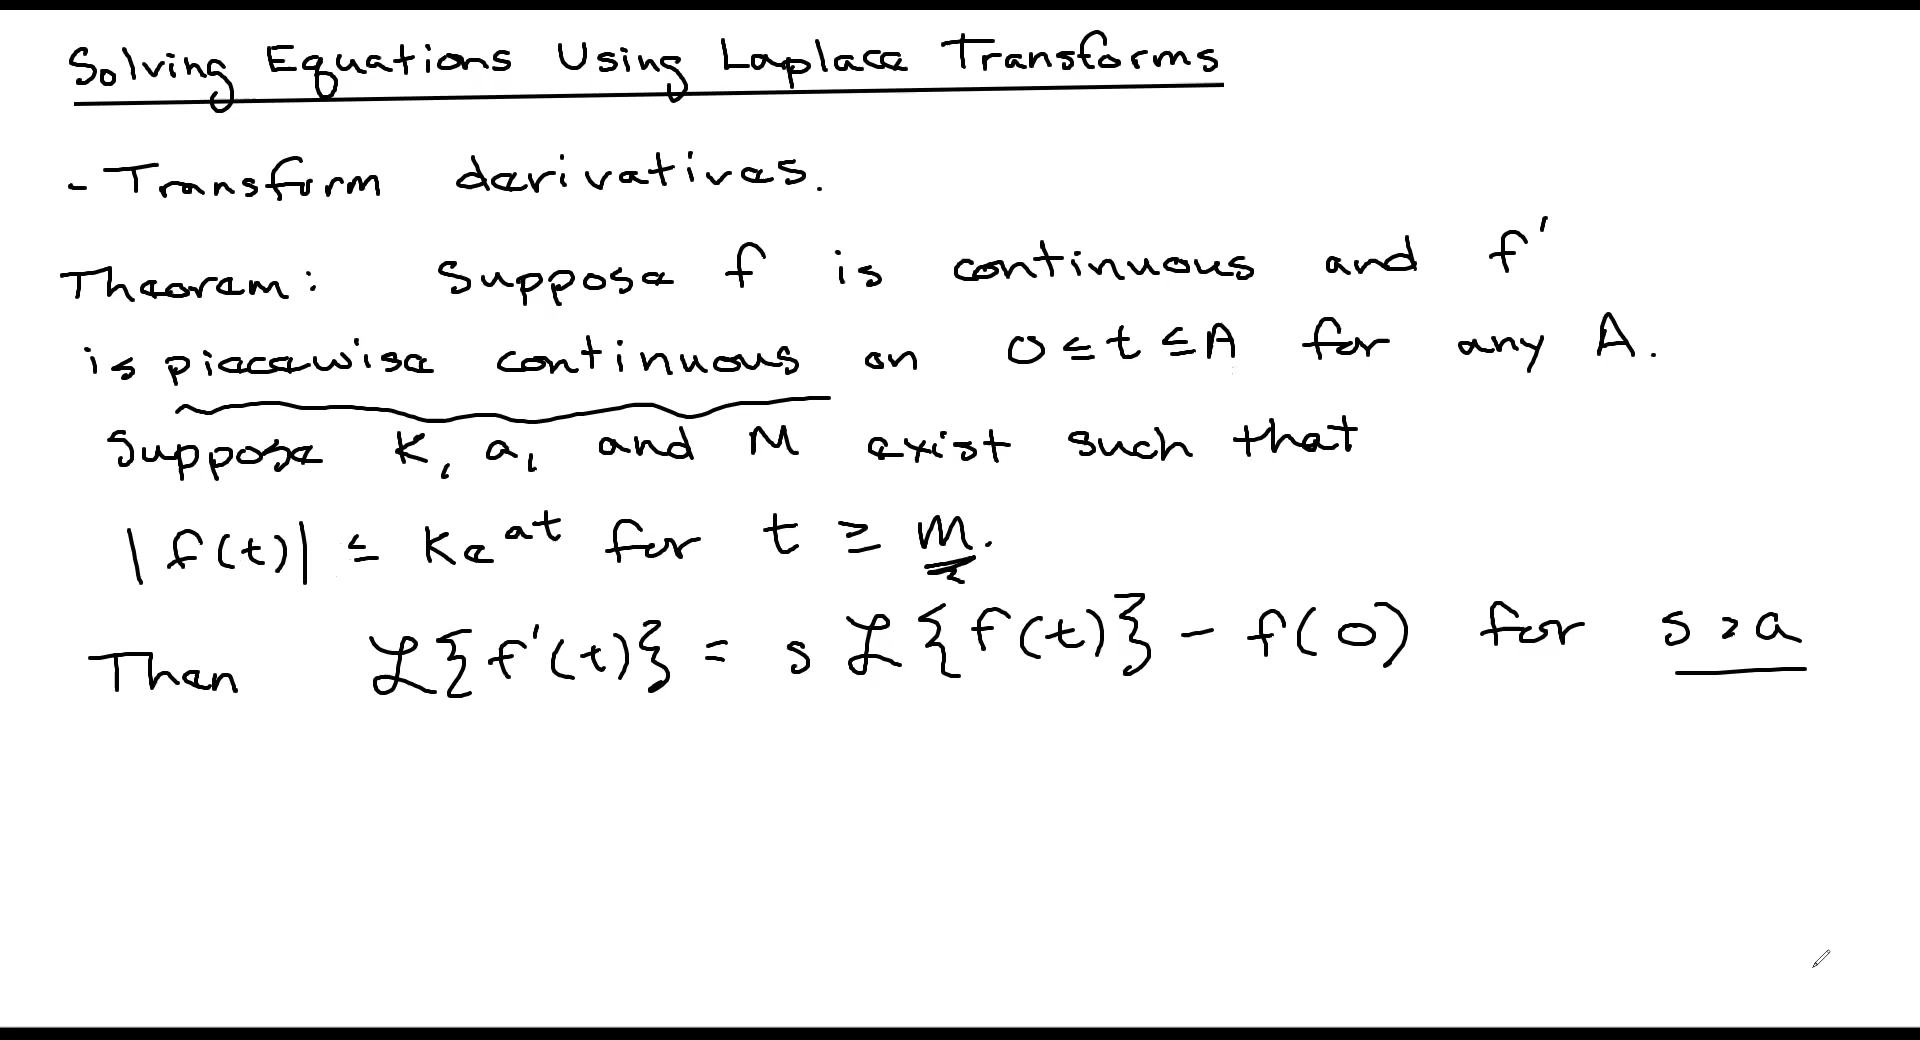 Solving Equations Using Laplace Transforms
- Transform derivatives.
Theorem: Suppose f is continuous and f'
is piecewise continuous on 0 ≤ t ≤ A for any A.
Suppose K, a, and M exist such that
|f(t)| ≤ Ke^{at} for t ≥ M.
Then ℒ{f'(t)} = s ℒ{f(t)} - f(0) for s > a